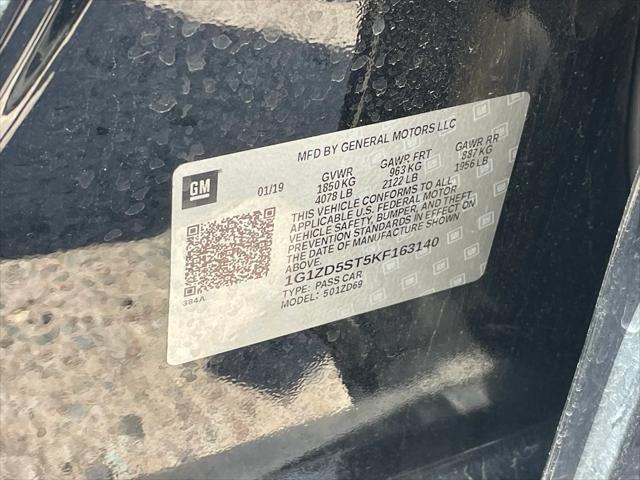 MFD BY GENERAL MOTORS LLC
GM
01/19
GVWR
1850 KG
4078 LB
GAWR FRT
963 KG
2122 LB
GAWR RR
887 KG
1956 LB
THIS VEHICLE CONFORMS TO ALL
APPLICABLE U.S. FEDERAL MOTOR
VEHICLE SAFETY, BUMPER, AND THEFT
PREVENTION STANDARDS IN EFFECT ON
THE DATE OF MANUFACTURE SHOWN
ABOVE.
1G1ZD5ST5KF163140
TYPE: PASS CAR
MODEL: 501ZD69
384A